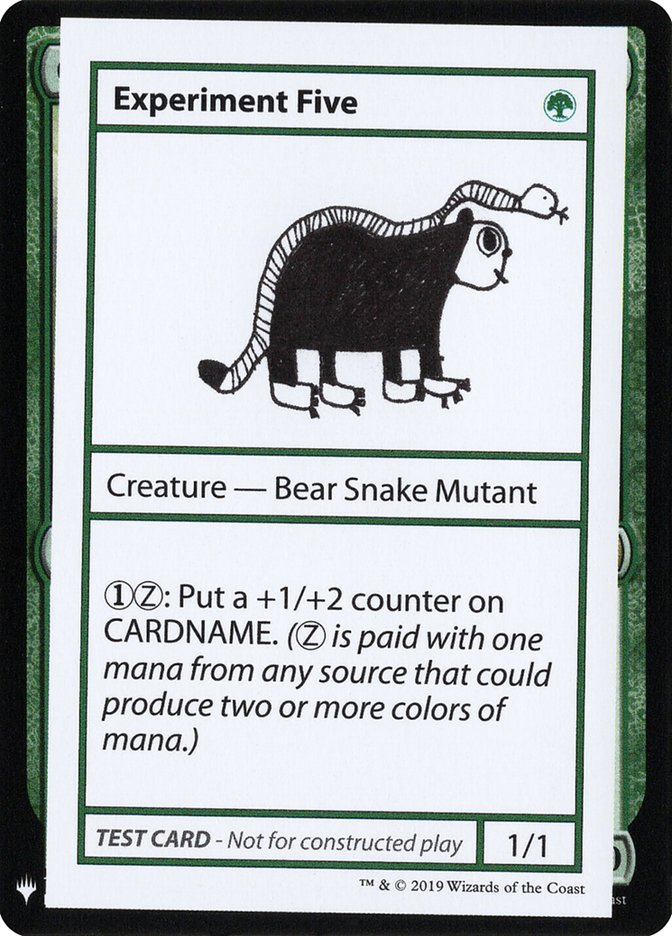 Experiment Five
Creature — Bear Snake Mutant
①Ⓩ: Put a +1/+2 counter on
CARDNAME. (Ⓩ is paid with one
mana from any source that could
produce two or more colors of
mana.)
TEST CARD - Not for constructed play
1/1
™ & © 2019 Wizards of the Coast
ast